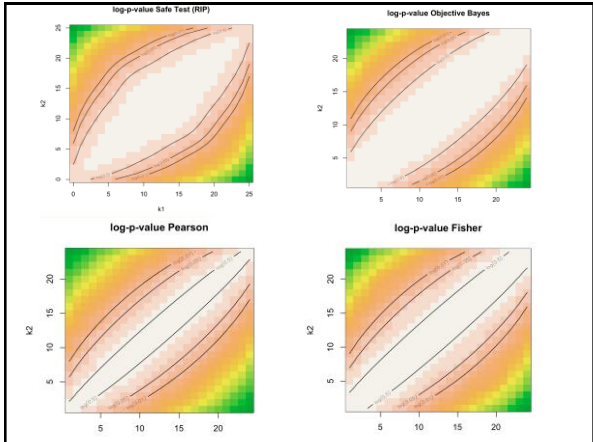 log-p-value Safe Test (RIP)
k2
0 5 10 15 20 25
0 5 10 15 20 25
k1
log-p-value Objective Bayes
k2
5 10 15 20
5 10 15 20
log-p-value Pearson
k2
5 10 15 20
5 10 15 20
log-p-value Fisher
k2
5 10 15 20
5 10 15 20